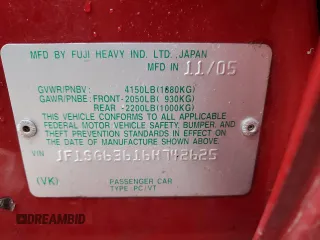 MFD BY FUJI HEAVY IND. LTD., JAPAN
MFD IN 11/05
GVWR/PNBV 4150LB(1880KG)
GAWR/PNBE: FRONT-2050LB( 930KG)
REAR -2200LB(1000KG)
THIS VEHICLE CONFORMS TO ALL APPLICABLE
FEDERAL MOTOR VEHICLE SAFETY, BUMPER, AND
THEFT PREVENTION STANDARDS IN EFFECT ON THE
DATE OF MANUFACTURE SHOWN ABOVE.
VIN JF1SG63616H742625
(VK) PASSENGER CAR
TYPE: PC/VT
DREAMBID